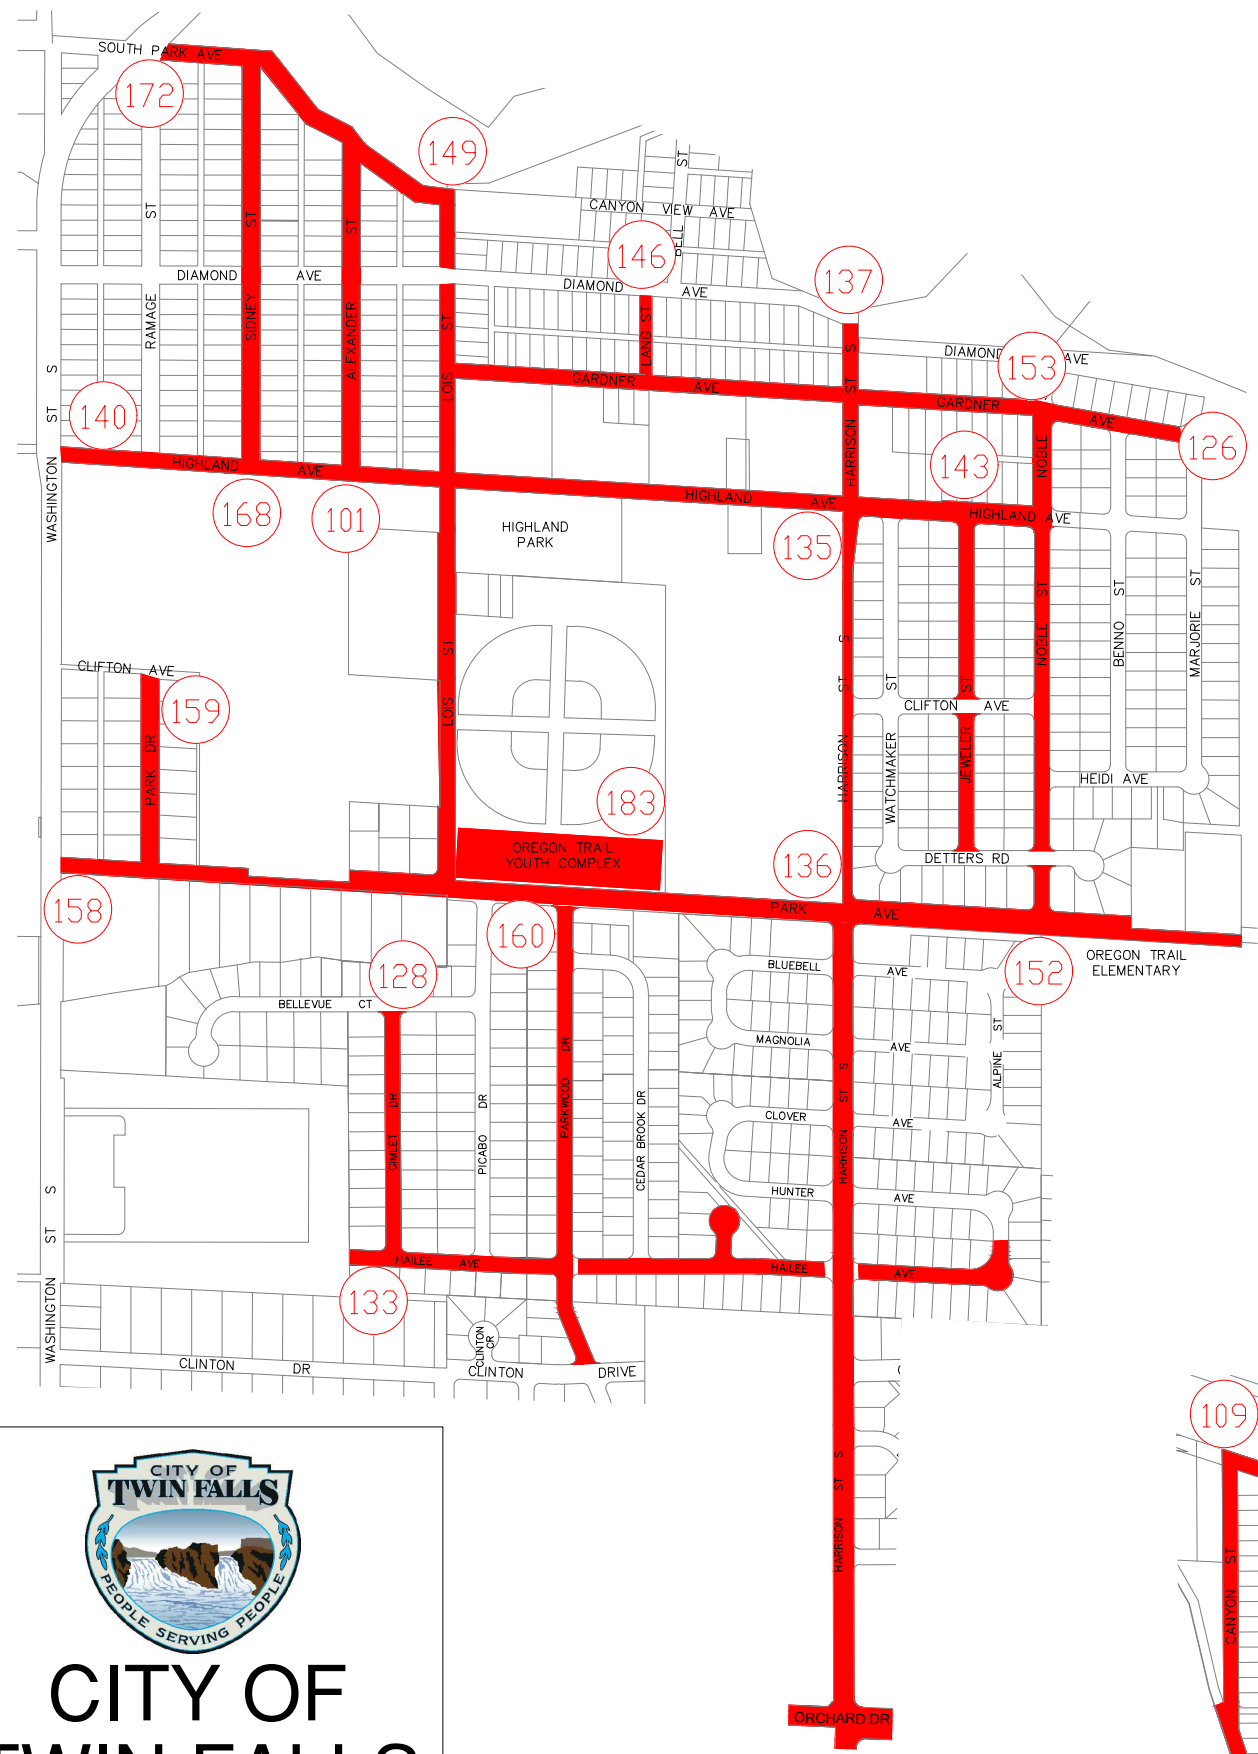 SOUTH PARK AVE
172
149
ST
CANYON VIEW AVE
BELL
RAMAGE ST
SIDNEY ST
ALEXANDER ST
146
137
DIAMOND AVE
DIAMOND AVE
DIAMOND AVE
153
LANG ST
LOIS ST
HARRISON ST S
GARDNER AVE
GARDNER AVE
140
126
143
NOBLE
WASHINGTON ST S
HIGHLAND AVE
HIGHLAND AVE
HIGHLAND AVE
168
101
HIGHLAND
PARK
135
NOBLE ST
BENNO ST
MARJORIE ST
LOIS ST
HARRISON ST S
WATCHMAKER ST
JEWELER ST
CLIFTON AVE
CLIFTON AVE
159
PARK DR
183
HEIDI AVE
OREGON TRAIL
YOUTH COMPLEX
136
DETTERS RD
158
PARK AVE
160
152
OREGON TRAIL
ELEMENTARY
128
BLUEBELL AVE
BELLEVUE CT
MAGNOLIA AVE
ALPINE ST
GIMLET DR
PICABO DR
PARKWOOD DR
CEDAR BROOK DR
HARRISON ST S
CLOVER AVE
HUNTER AVE
WASHINGTON ST S
HAILEE AVE
HAILEE AVE
133
CLINTON CR
CLINTON DR
CLINTON DRIVE
109
HARRISON ST S
CANYON ST
ORCHARD DR
CITY OF
TWIN FALLS
PEOPLE SERVING PEOPLE
CITY OF
TWIN FALLS